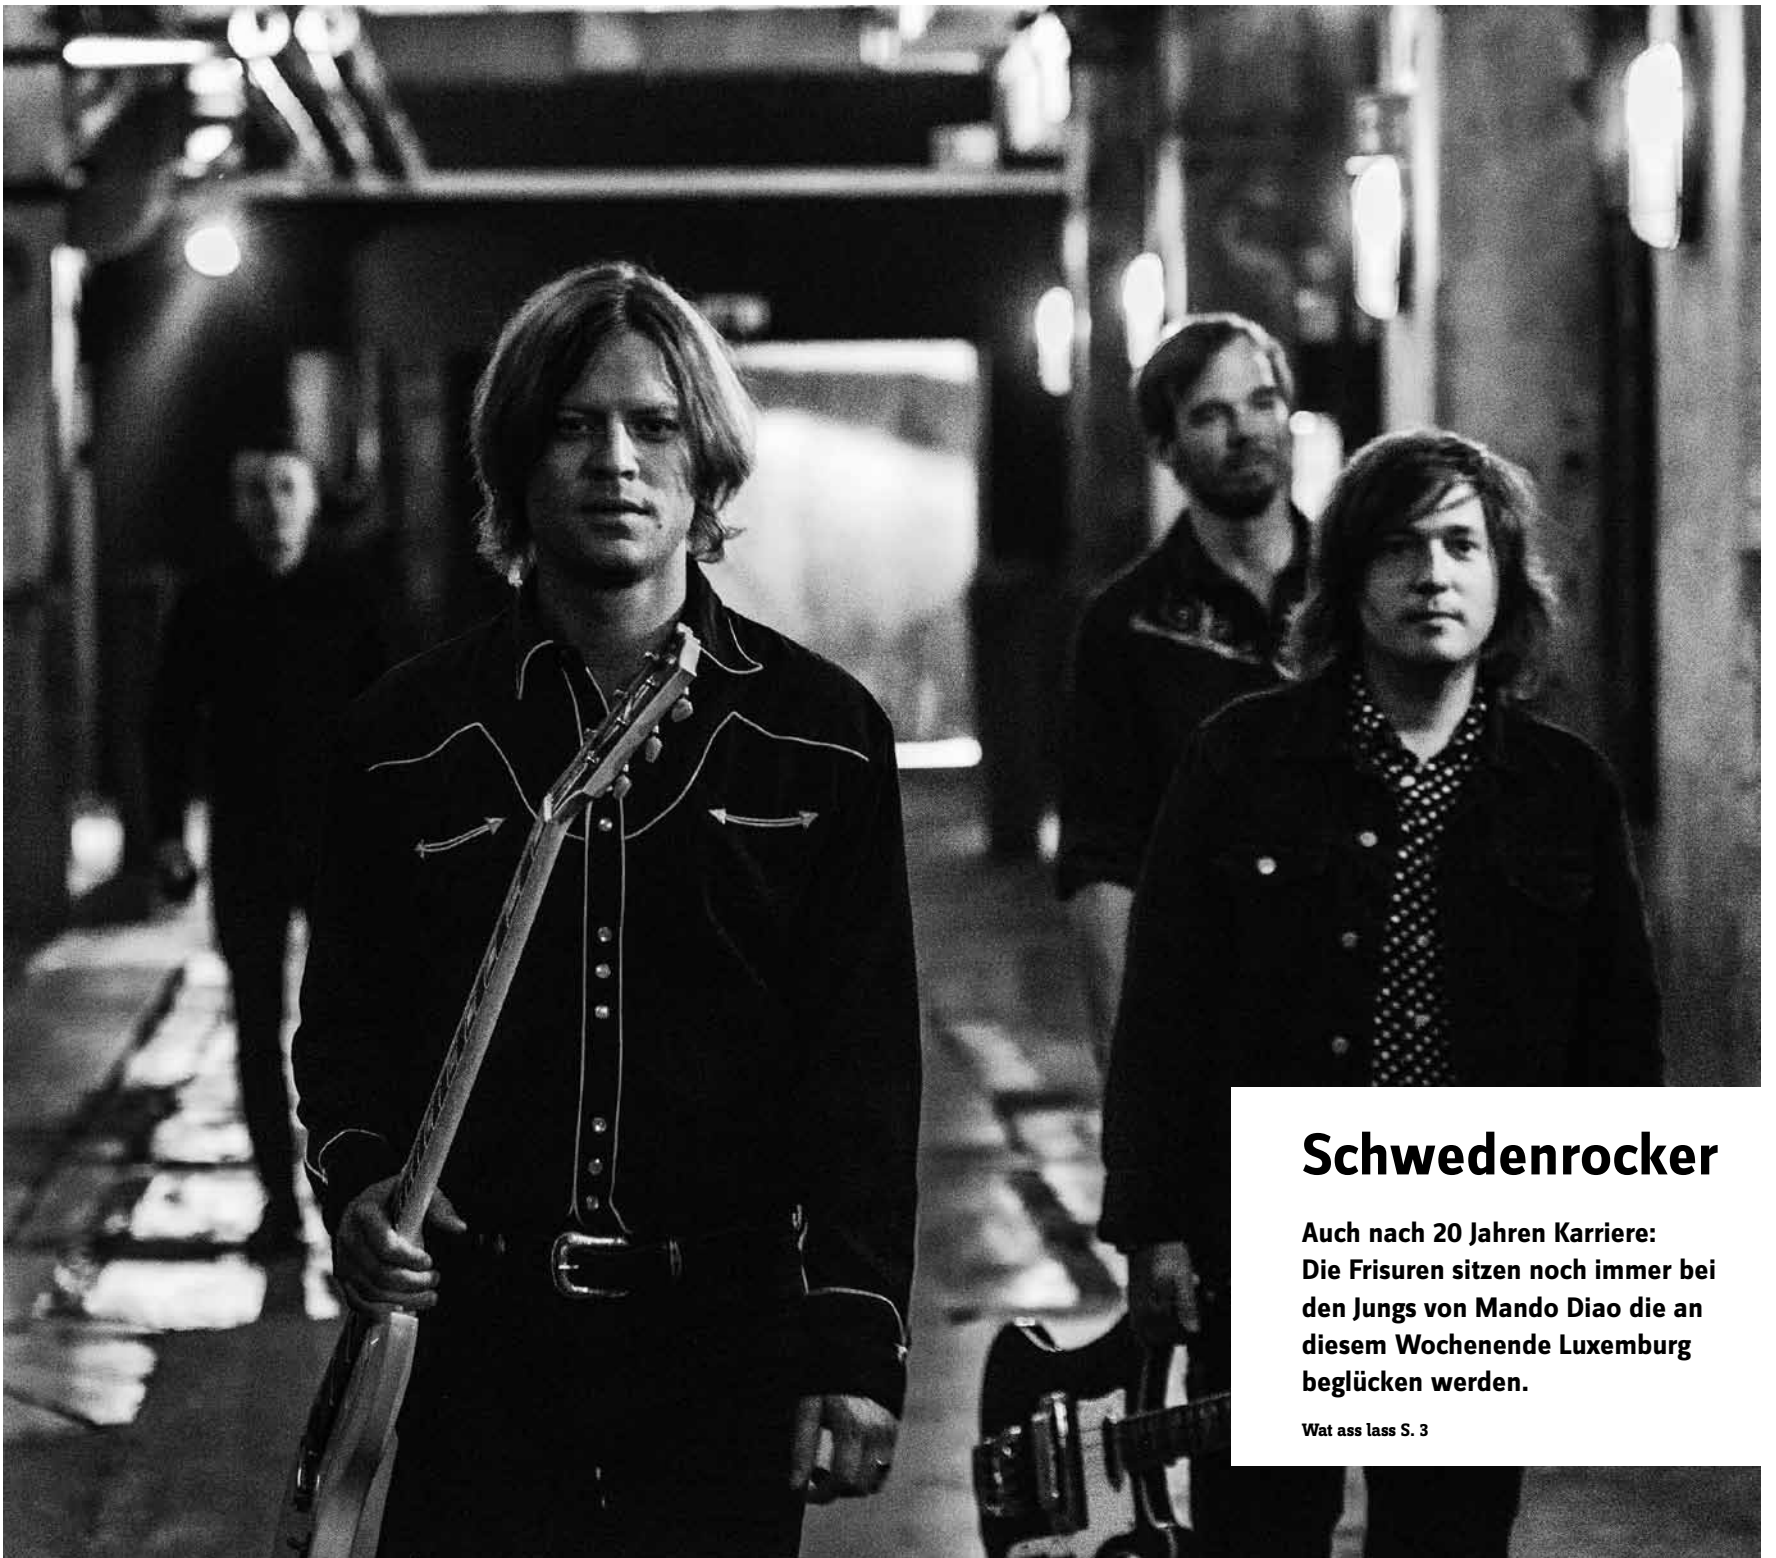 Schwedenrocker
Auch nach 20 Jahren Karriere:
Die Frisuren sitzen noch immer bei
den Jungs von Mando Diao die an
diesem Wochenende Luxemburg
beglücken werden.
Wat ass lass S. 3